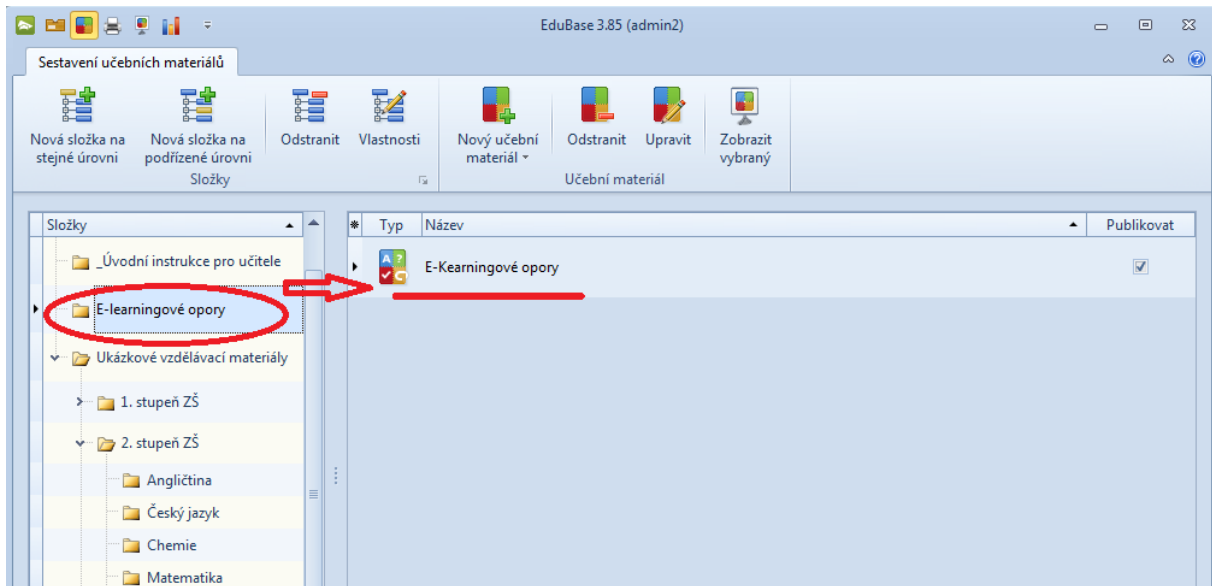 EduBase 3.85 (admin2)
Sestavení učebních materiálů
Nová složka na stejné úrovni
Nová složka na podřízené úrovni
Odstranit
Vlastnosti
Nový učební materiál
Odstranit
Upravit
Zobrazit vybraný
Složky
Učební materiál
Složky
Typ
Název
Publikovat
_Úvodní instrukce pro učitele
E-Kearningové opory
E-learningové opory
Ukázkové vzdělávací materiály
1. stupeň ZŠ
2. stupeň ZŠ
Angličtina
Český jazyk
Chemie
Matematika